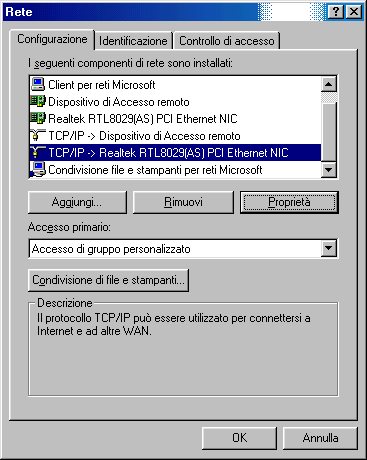 Rete
Configurazione Identificazione Controllo di accesso
I seguenti componenti di rete sono installati:
Client per reti Microsoft
Dispositivo di Accesso remoto
Realtek RTL8029(AS) PCI Ethernet NIC
TCP/IP -> Dispositivo di Accesso remoto
TCP/IP -> Realtek RTL8029(AS) PCI Ethernet NIC
Condivisione file e stampanti per reti Microsoft
Aggiungi... Rimuovi Proprietà
Accesso primario:
Accesso di gruppo personalizzato
Condivisione di file e stampanti...
Descrizione
Il protocollo TCP/IP può essere utilizzato per connettersi a
Internet e ad altre WAN.
OK Annulla